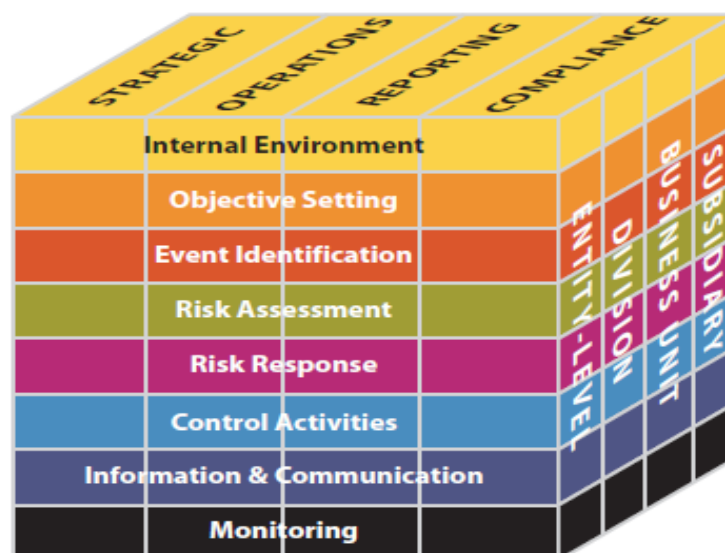 STRATEGIC
OPERATIONS
REPORTING
COMPLIANCE
Internal Environment
Objective Setting
Event Identification
Risk Assessment
Risk Response
Control Activities
Information & Communication
Monitoring
ENTITY-LEVEL
DIVISION
BUSINESS UNIT
SUBSIDIARY